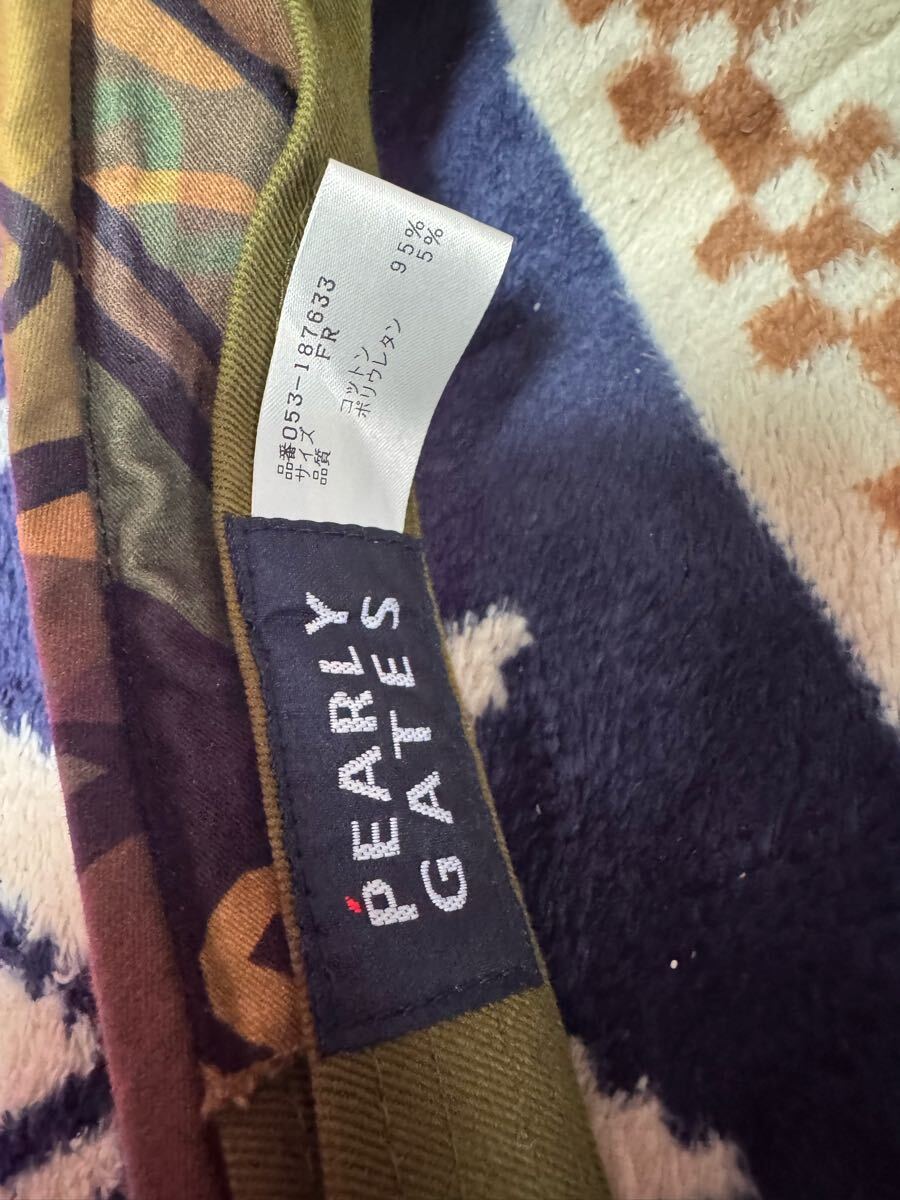 品番053-187633
サイズ FR
品質 コットン 95%
ポリウレタン 5%
PEARLY
GATES